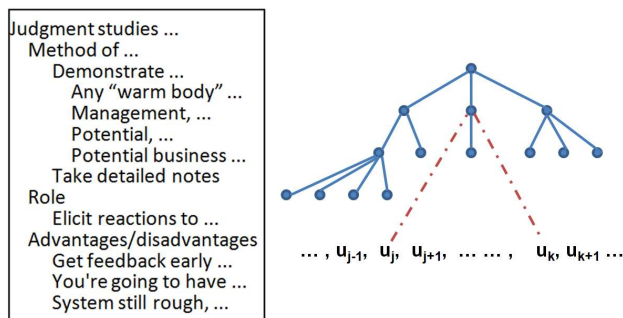 Judgment studies ...
Method of ...
Demonstrate ...
Any “warm body” ...
Management, ...
Potential, ...
Potential business ...
Take detailed notes
Role
Elicit reactions to ...
Advantages/disadvantages
Get feedback early ...
You're going to have ...
System still rough, ...
... , uj-1, uj, uj+1, ... ... , uk, uk+1 ...